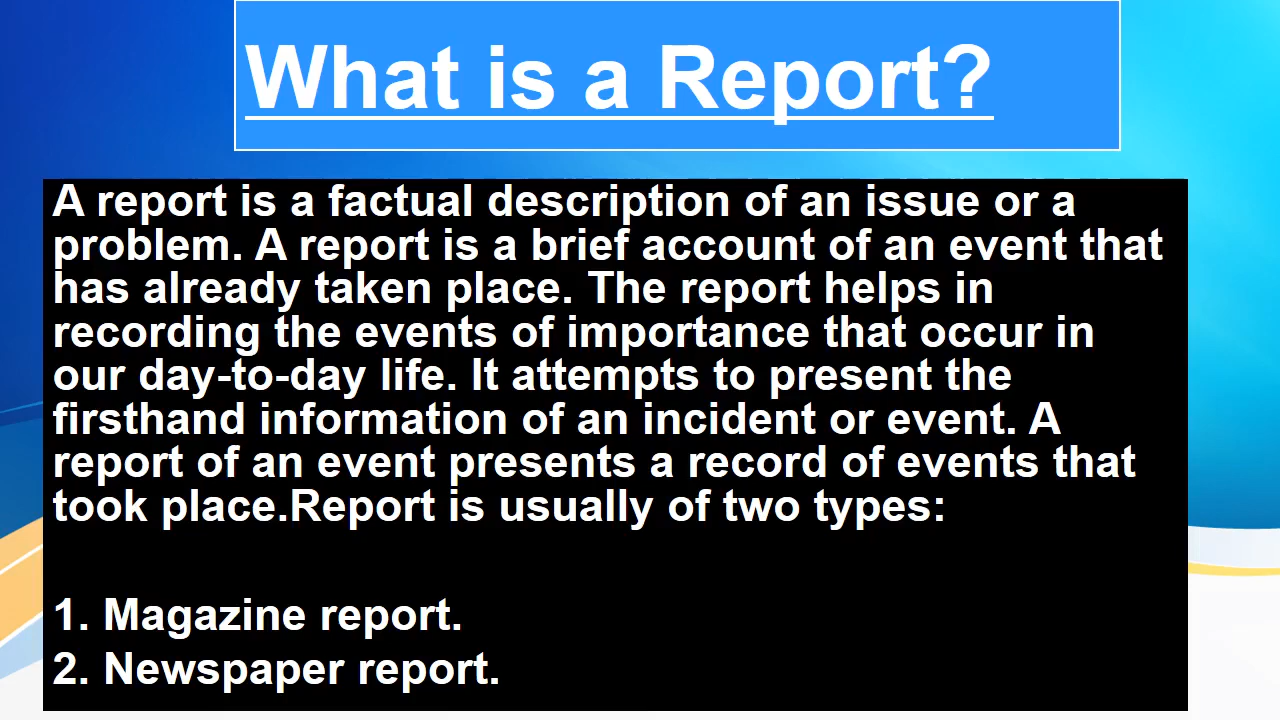 What is a Report?
A report is a factual description of an issue or a
problem. A report is a brief account of an event that
has already taken place. The report helps in
recording the events of importance that occur in
our day-to-day life. It attempts to present the
firsthand information of an incident or event. A
report of an event presents a record of events that
took place.Report is usually of two types:
1. Magazine report.
2. Newspaper report.